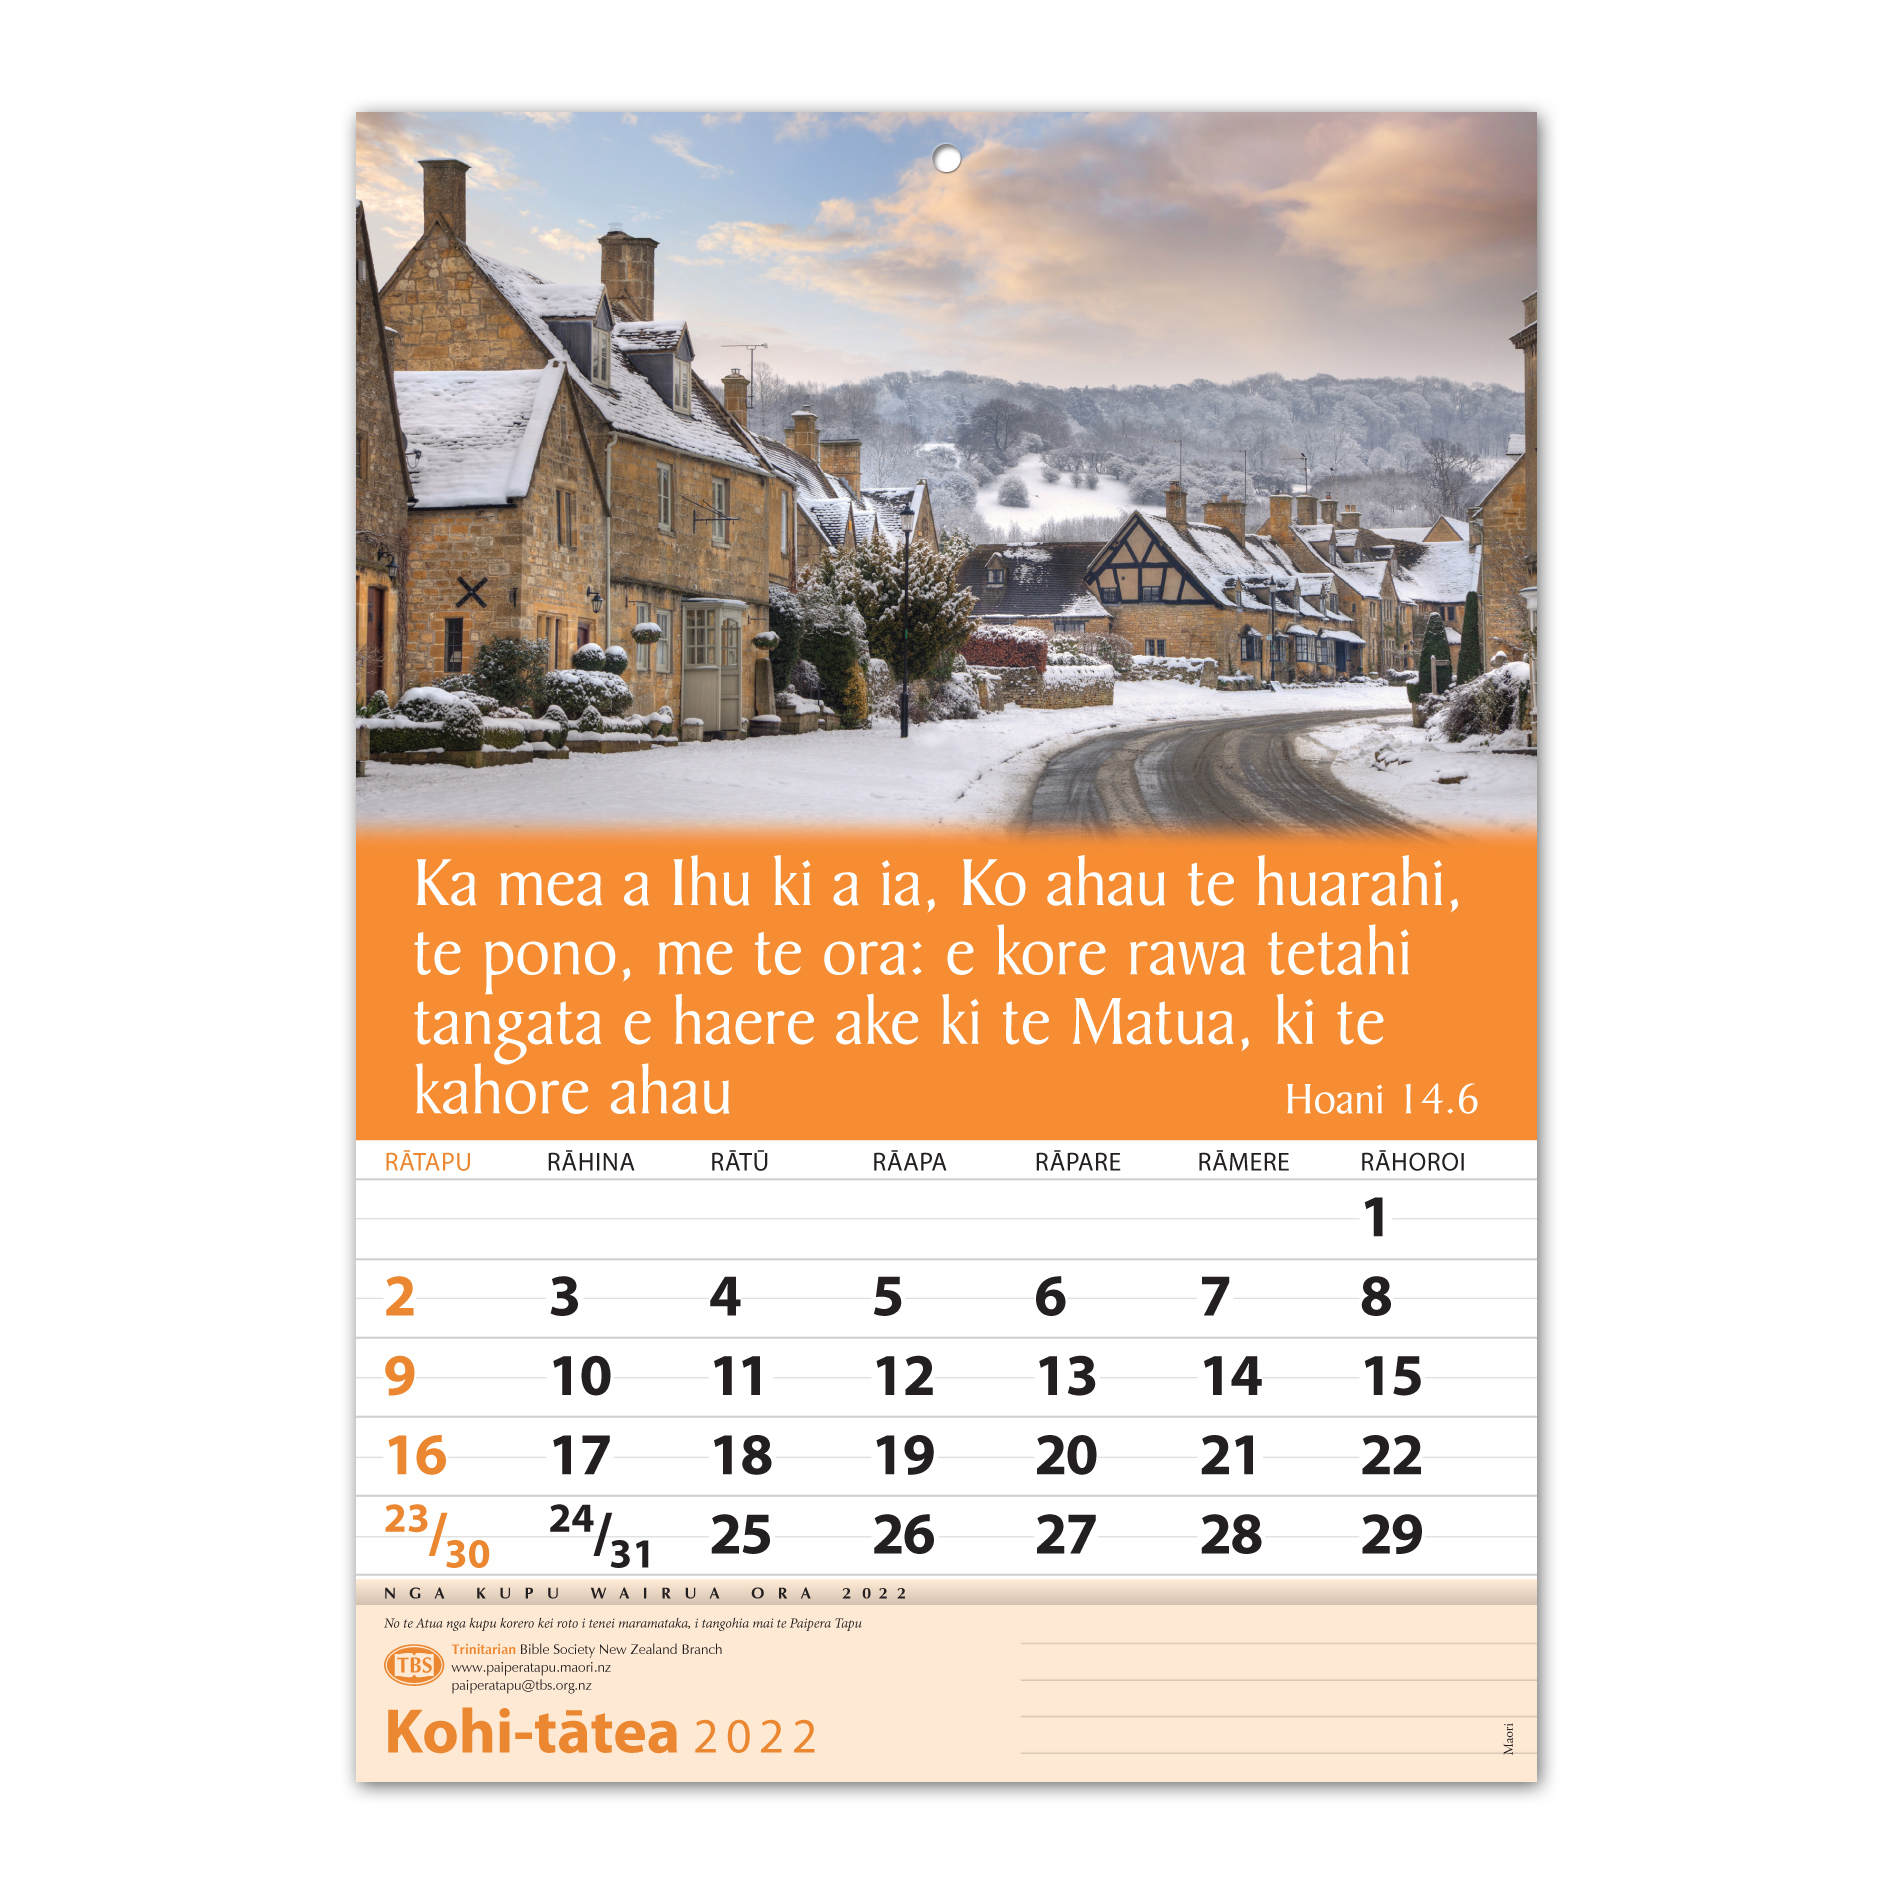 Ka mea a Ihu ki a ia, Ko ahau te huarahi,
te pono, me te ora: e kore rawa tetahi
tangata e haere ake ki te Matua, ki te
kahore ahau
Hoani 14.6
RĀTAPU RĀHINA RĀTŪ RĀAPA RĀPARE RĀMERE RĀHOROI
1
2 3 4 5 6 7 8
9 10 11 12 13 14 15
16 17 18 19 20 21 22
23/30 24/31 25 26 27 28 29
NGA KUPU WAIRUA ORA 2022
No te Atua nga kupu korero kei roto i tenei maramataka, i tangohia mai te Paipera Tapu
TBS
Trinitarian Bible Society New Zealand Branch
www.paiperatapu.maori.nz
paiperatapu@tbs.org.nz
Kohi-tātea 2022
Maori